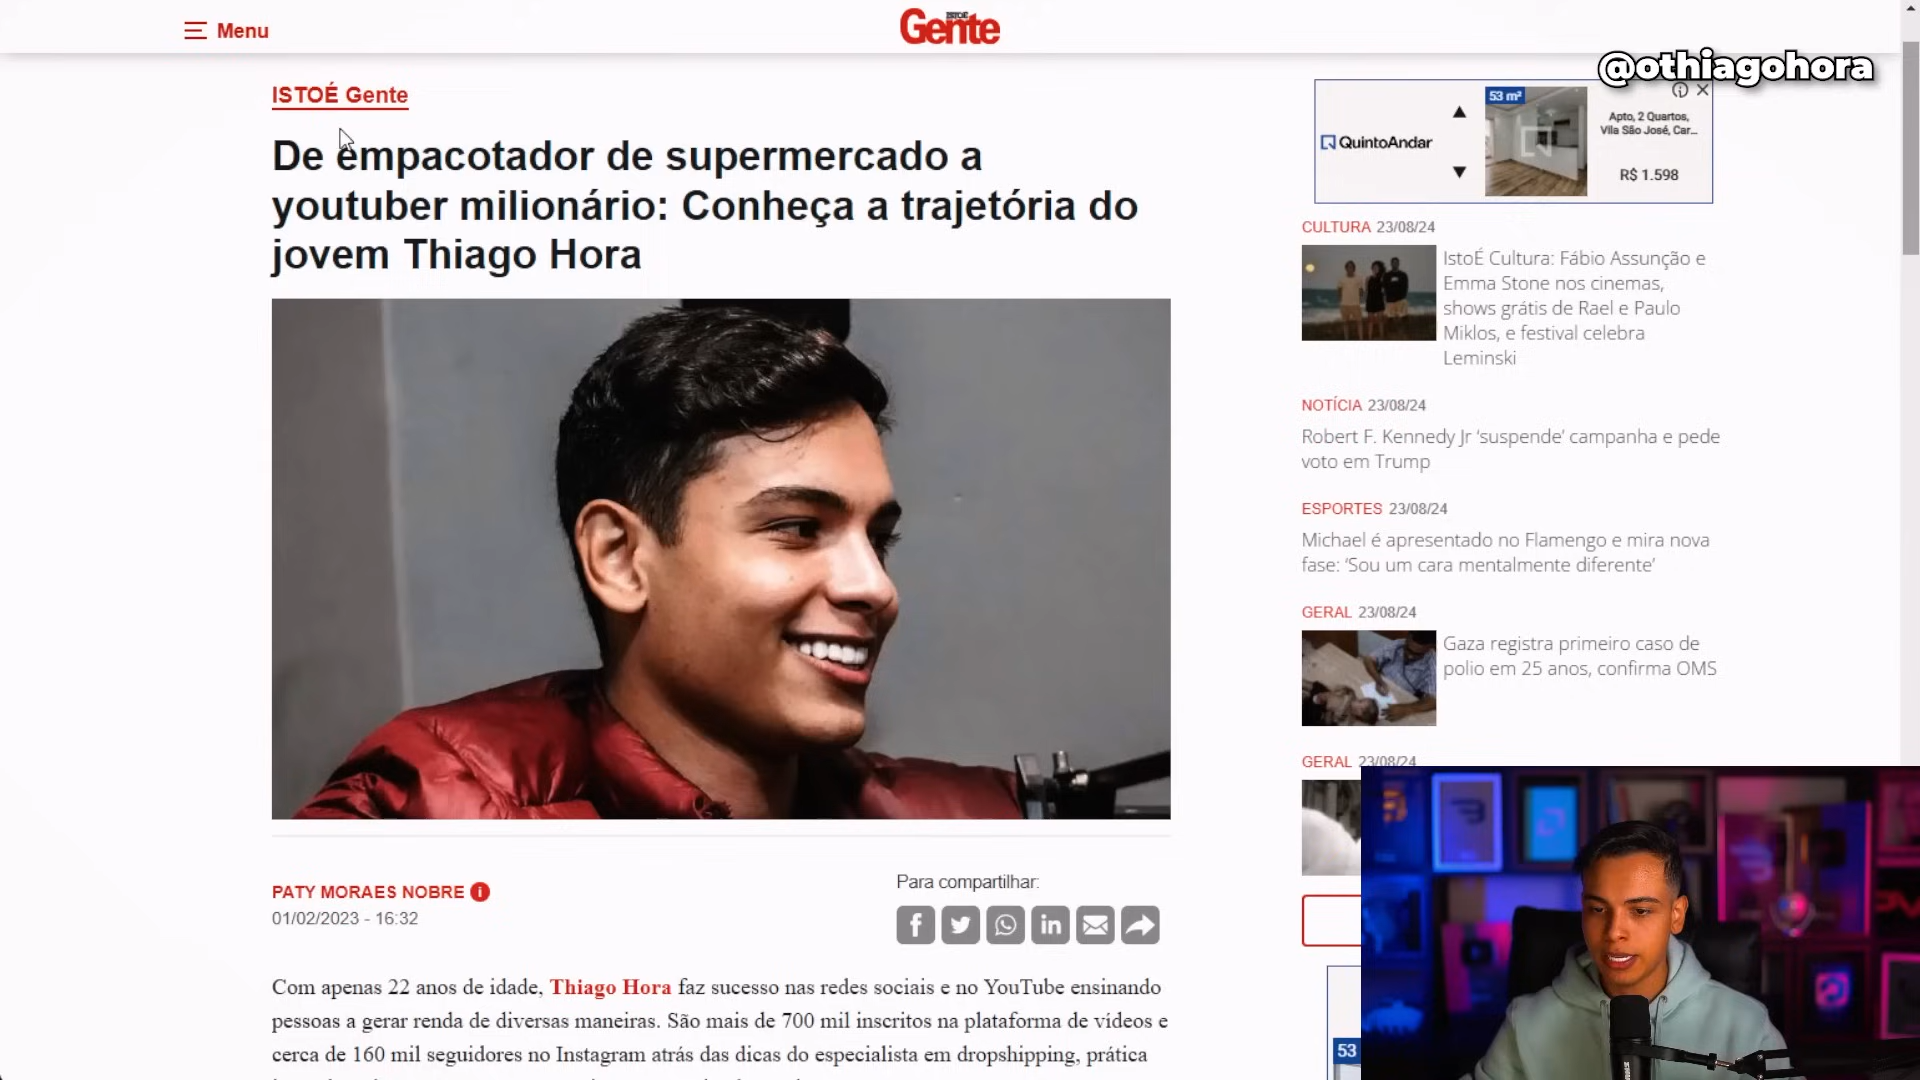 Menu
ISTOÉ
Gente
@othiagohora
ISTOÉ Gente
De empacotador de supermercado a
youtuber milionário: Conheça a trajetória do
jovem Thiago Hora
PATY MORAES NOBRE
01/02/2023 - 16:32
Para compartilhar:
Com apenas 22 anos de idade, Thiago Hora faz sucesso nas redes sociais e no YouTube ensinando
pessoas a gerar renda de diversas maneiras. São mais de 700 mil inscritos na plataforma de vídeos e
cerca de 160 mil seguidores no Instagram atrás das dicas do especialista em dropshipping, prática
QuintoAndar
53 m²
Apto, 2 Quartos,
Vila São José, Car...
R$ 1.598
CULTURA 23/08/24
IstoÉ Cultura: Fábio Assunção e
Emma Stone nos cinemas,
shows grátis de Rael e Paulo
Miklos, e festival celebra
Leminski
NOTÍCIA 23/08/24
Robert F. Kennedy Jr ‘suspende’ campanha e pede
voto em Trump
ESPORTES 23/08/24
Michael é apresentado no Flamengo e mira nova
fase: ‘Sou um cara mentalmente diferente’
GERAL 23/08/24
Gaza registra primeiro caso de
polio em 25 anos, confirma OMS
GERAL 23/08/24
53